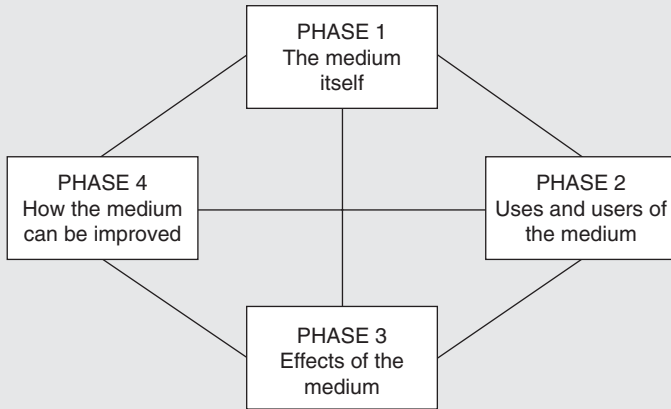 PHASE 1
The medium
itself
PHASE 4
How the medium
can be improved
PHASE 2
Uses and users of
the medium
PHASE 3
Effects of the
medium